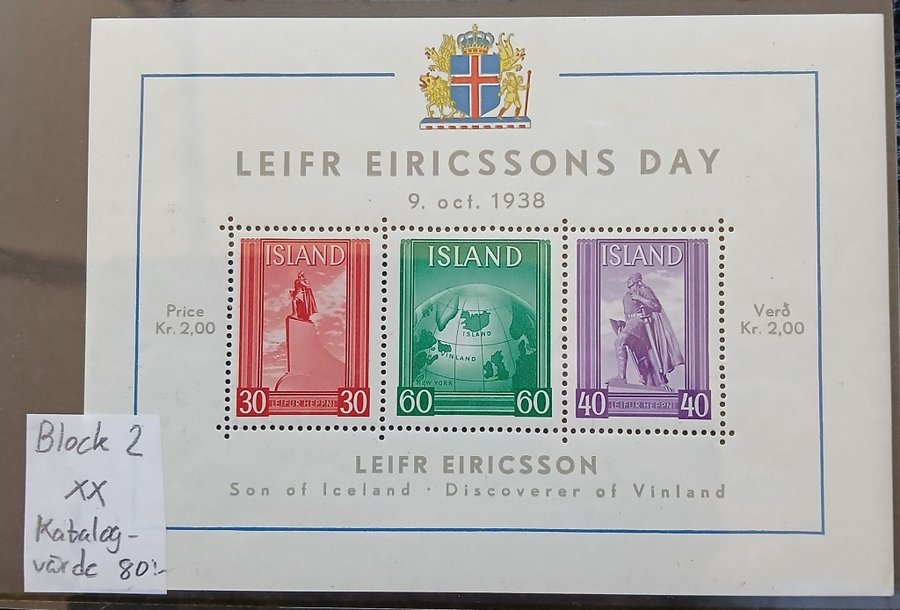 LEIFR EIRICSSONS DAY
9. oct. 1938
Price
Kr. 2,00
ISLAND
30 LEIFUR HEPPNI 30
ISLAND
ISLAND
VINLAND
NEW YORK
60 60
ISLAND
40 LEIFUR HEPPNI 40
Verð
Kr. 2,00
LEIFR EIRICSSON
Son of Iceland · Discoverer of Vinland
Block 2
XX
Katalog-
värde 80:-